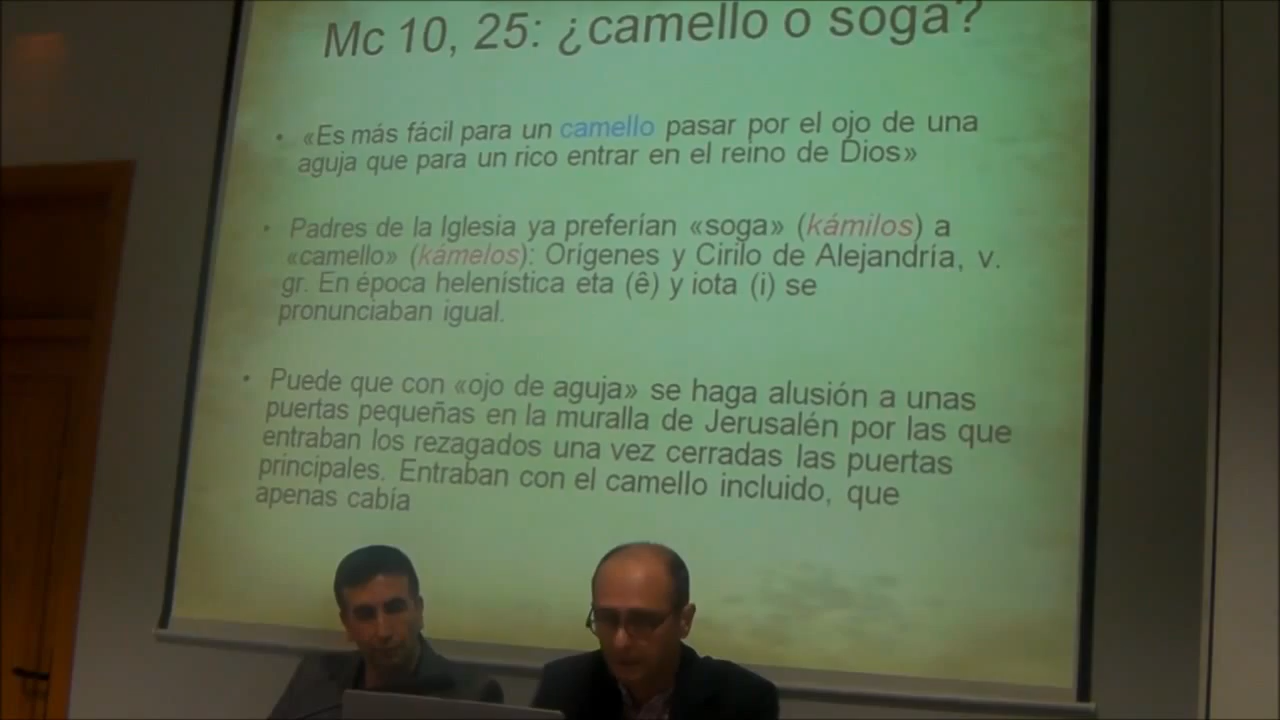 Mc 10, 25: ¿camello o soga?
• «Es más fácil para un camello pasar por el ojo de una
aguja que para un rico entrar en el reino de Dios»
• Padres de la Iglesia ya preferían «soga» (kámilos) a
«camello» (kámelos): Orígenes y Cirilo de Alejandría, v.
gr. En época helenística eta (ê) y iota (i) se
pronunciaban igual.
• Puede que con «ojo de aguja» se haga alusión a unas
puertas pequeñas en la muralla de Jerusalén por las que
entraban los rezagados una vez cerradas las puertas
principales. Entraban con el camello incluido, que
apenas cabía